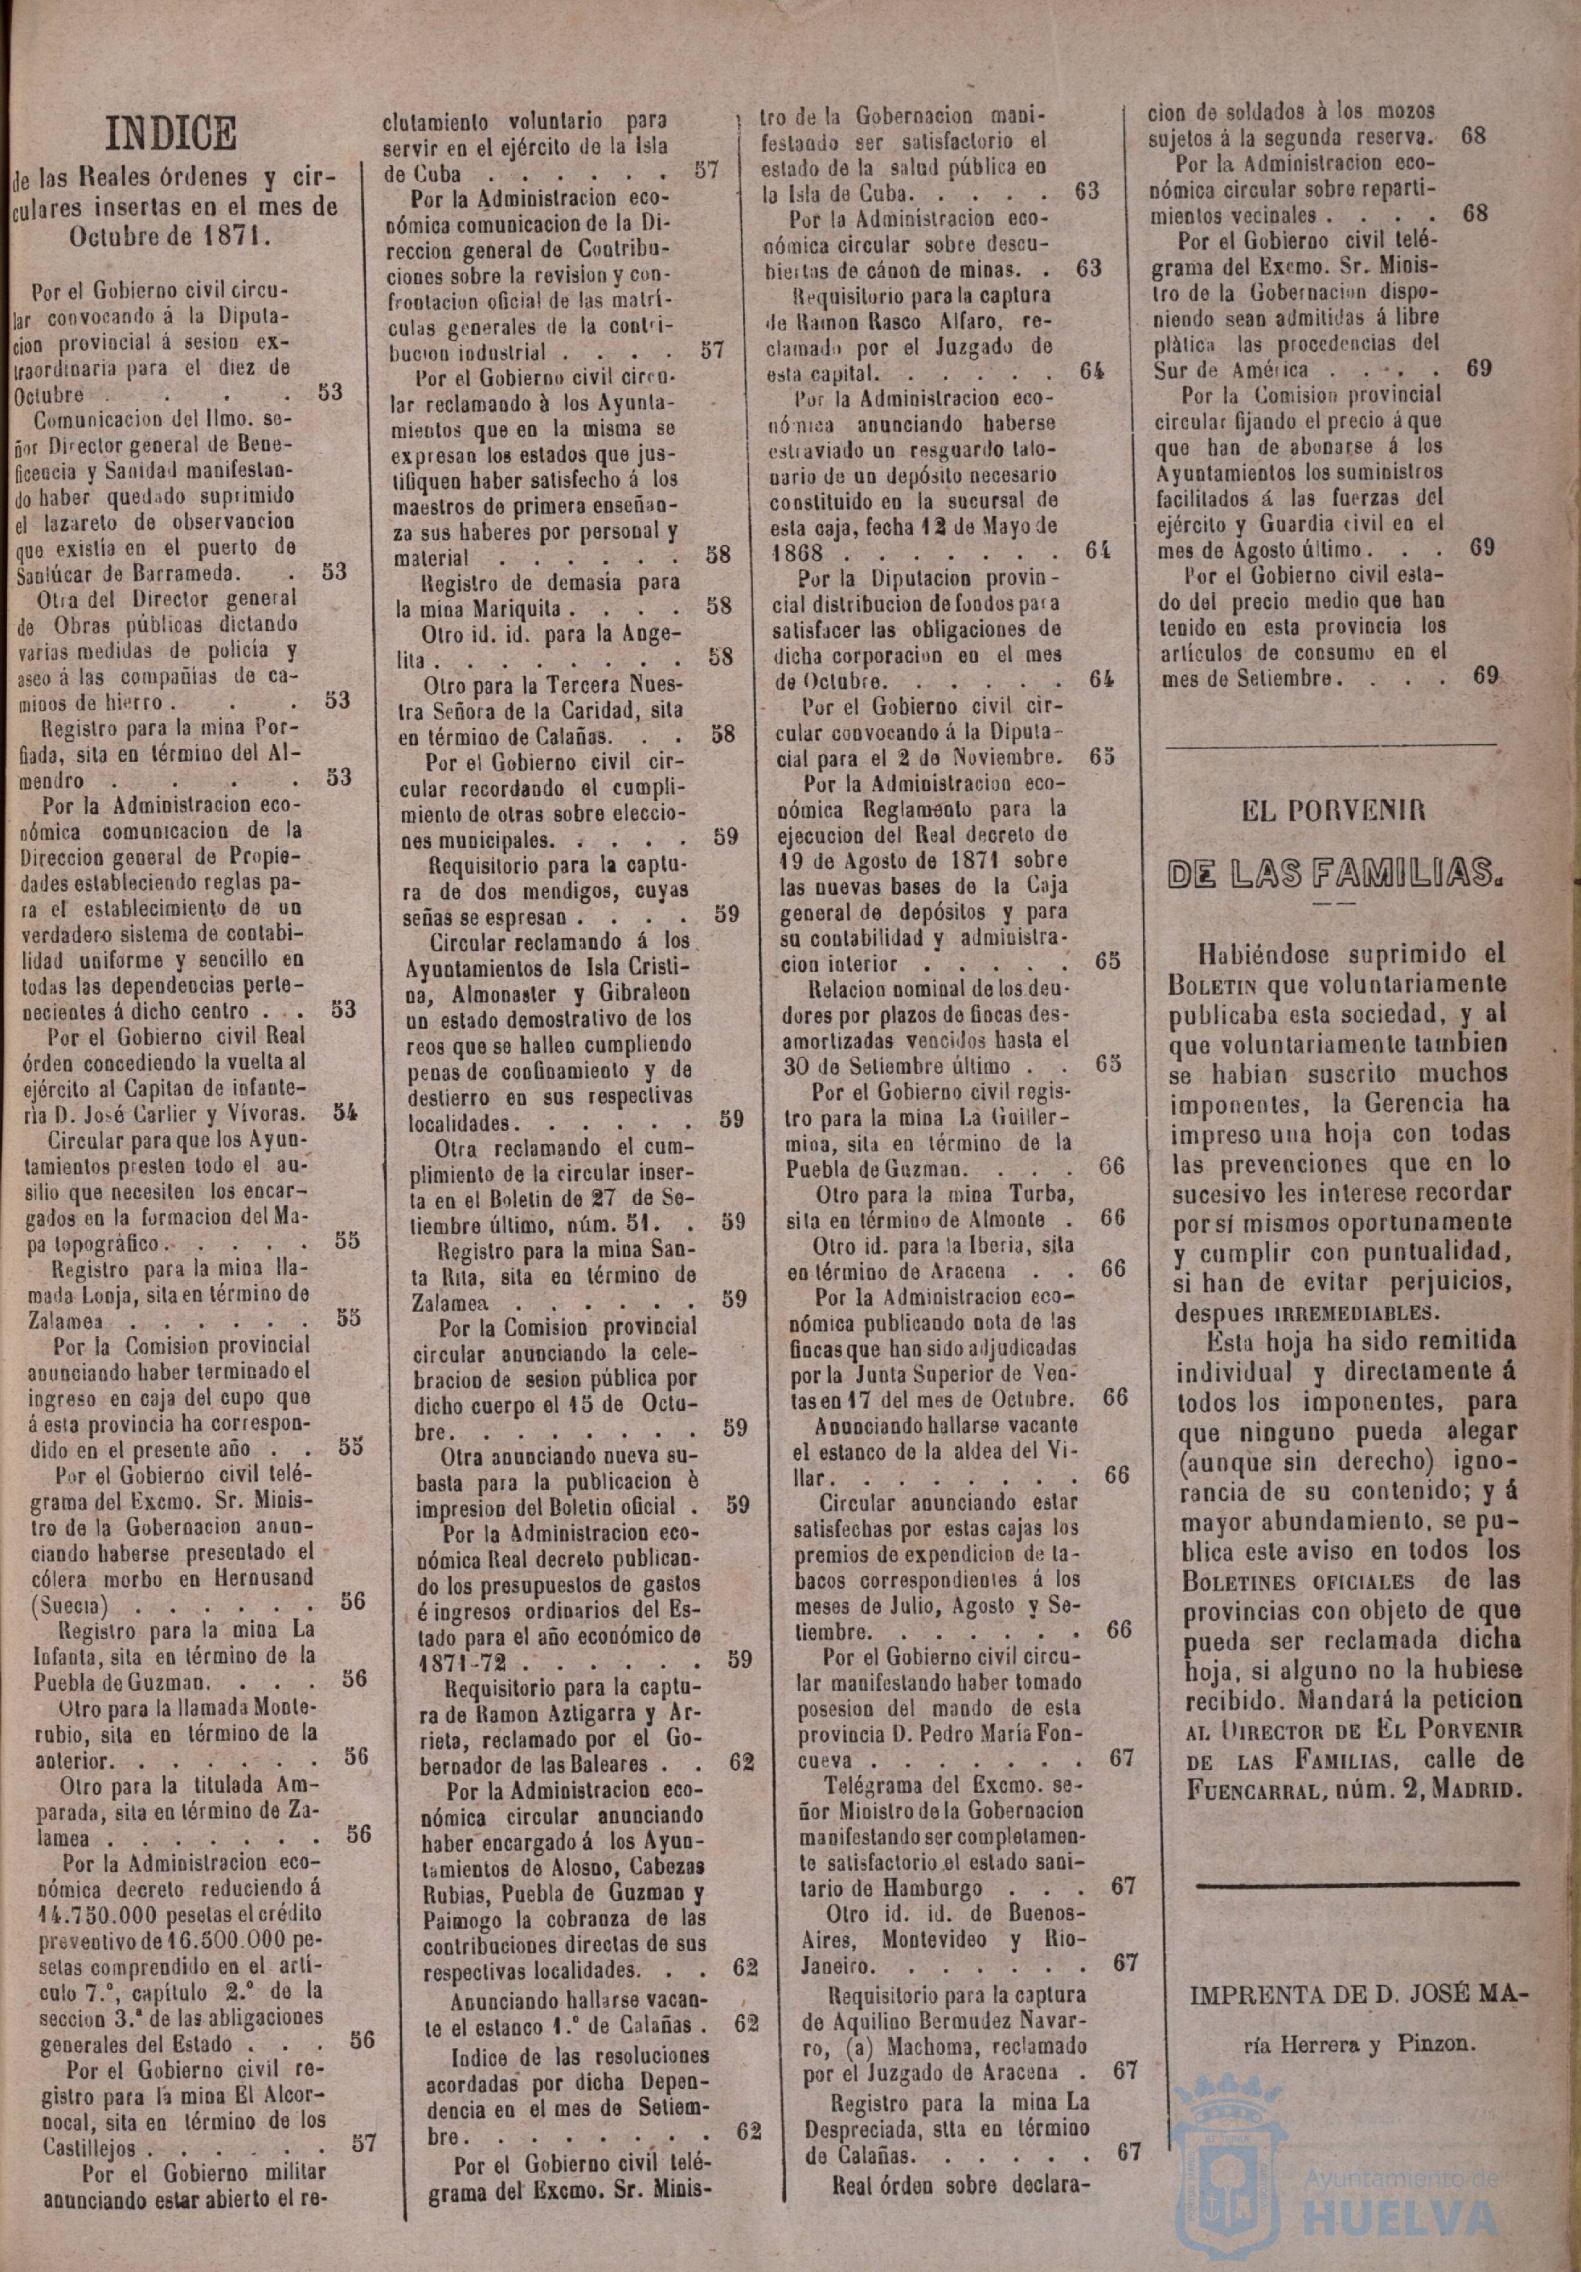 INDICE
de las Reales órdenes y cir-
culares insertas en el mes de
Octubre de 1871.
Por el Gobierno civil circu-
lar convocando á la Diputa-
cion provincial á sesion ex-
traordinaria para el diez de
Octubre . . . . 53
Comunicacion del Ilmo. se-
ñor Director general de Bene-
ficencia y Sanidad manifestan-
do haber quedado suprimido
el lazareto de observancion
que existia en el puerto de
Sanlúcar de Barrameda. . 53
Otra del Director general
de Obras públicas dictando
varias medidas de policía y
aseo á las compañias de ca-
minos de hierro . . . 53
Registro para la mina Por-
fiada, sita en término del Al-
mendro . . . . 53
Por la Administracion eco-
nómica comunicacion de la
Direccion general de Propie-
dades estableciendo reglas pa-
ra el establecimiento de un
verdadero sistema de contabi-
lidad uniforme y sencillo en
todas las dependencias perte-
necientes á dicho centro . . 53
Por el Gobierno civil Real
órden concediendo la vuelta al
ejército al Capitan de infante-
ria D. José Carlier y Vívoras. 54
Circular para que los Ayun-
tamientos presten todo el au-
silio que necesiten los encar-
gados en la formacion del Ma-
pa topográfico . . . . . 55
Registro para la mina lla-
mada Lonja, sita en término de
Zalamea . . . . . . 55
Por la Comision provincial
anunciando haber terminado el
ingreso en caja del cupo que
á esta provincia ha correspon-
dido en el presente año . . 55
Por el Gobierno civil telé-
grama del Excmo. Sr. Minis-
tro de la Gobernacion anun-
ciando haberse presentado el
cólera morbo en Hernusand
(Suecia) . . . . . . 56
Registro para la mina La
Infanta, sita en término de la
Puebla de Guzman. . . . 56
Otro para la llamada Monte-
rubio, sita en término de la
anterior. . . . . . . 56
Otro para la titulada Am-
parada, sita en término de Za-
lamea . . . . . . . 56
Por la Administracion eco-
nómica decreto reduciendo á
14.750.000 pesetas el crédito
preventivo de 16.500.000 pe-
setas comprendido en el artí-
culo 7.º, capítulo 2.º de la
seccion 3.ª de las abligaciones
generales del Estado . . . 56
Por el Gobierno civil re-
gistro para la mina El Alcor-
nocal, sita en término de los
Castillejos . . . . . . 57
Por el Gobierno militar
anunciando estar abierto el re-
clutamiento voluntario para
servir en el ejército de la Isla
de Cuba . . . . . . 57
Por la Administracion eco-
nómica comunicacion de la Di-
reccion general de Contribu-
ciones sobre la revision y con-
frontacion oficial de las matrí-
culas generales de la contri-
bucion industrial . . . . 57
Por el Gobierno civil circu-
lar reclamando à los Ayunta-
mientos que en la misma se
expresan los estados que jus-
tifiquen haber satisfecho á los
maestros de primera enseñan-
za sus haberes por personal y
material . . . . . . 58
Registro de demasia para
la mina Mariquita . . . . 58
Otro id. id. para la Ange-
lita . . . . . . . . 58
Otro para la Tercera Nues-
tra Señora de la Caridad, sita
en término de Calañas. . . 58
Por el Gobierno civil cir-
cular recordando el cumpli-
miento de otras sobre eleccio-
nes municipales. . . . . 59
Requisitorio para la captu-
ra de dos mendigos, cuyas
señas se espresan . . . . 59
Circular reclamando á los
Ayuntamientos de Isla Cristi-
na, Almonaster y Gibraleon
un estado demostrativo de los
reos que se hallen cumpliendo
penas de confinamiento y de
destierro en sus respectivas
localidades. . . . . . 59
Otra reclamando el cum-
plimiento de la circular inser-
ta en el Boletin de 27 de Se-
tiembre último, núm. 51. . 59
Registro para la mina San-
ta Rita, sita en término de
Zalamea . . . . . . 59
Por la Comision provincial
circular anunciando la cele-
bracion de sesion pública por
dicho cuerpo el 15 de Octu-
bre. . . . . . . . 59
Otra anunciando nueva su-
basta para la publicacion è
impresion del Boletin oficial . 59
Por la Administracion eco-
nómica Real decreto publican-
do los presupuestos de gastos
é ingresos ordinarios del Es-
tado para el año económico de
1871-72 . . . . . . 59
Requisitorio para la captu-
ra de Ramon Aztigarra y Ar-
rieta, reclamado por el Go-
bernador de las Baleares . . 62
Por la Administracion eco-
nómica circular anunciando
haber encargado á los Ayun-
tamientos de Alosno, Cabezas
Rubias, Puebla de Guzman y
Paimogo la cobranza de las
contribuciones directas de sus
respectivas localidades. . . 62
Anunciando hallarse vacan-
te el estanco 1.º de Calañas . 62
Indice de las resoluciones
acordadas por dicha Depen-
dencia en el mes de Setiem-
bre. . . . . . . . 62
Por el Gobierno civil telé-
grama del Excmo. Sr. Minis-
tro de la Gobernacion mani-
festando ser satisfactorio el
estado de la salud pública en
la Isla de Cuba. . . . . 63
Por la Administracion eco-
nómica circular sobre descu-
biertos de cánon de minas. . 63
Requisitorio para la captura
de Ramon Rasco Alfaro, re-
clamado por el Juzgado de
esta capital. . . . . . 64
Por la Administracion eco-
nómica anunciando haberse
estraviado un resguardo talo-
nario de un depósito necesario
constituido en la sucursal de
esta caja, fecha 12 de Mayo de
1868 . . . . . . . 64
Por la Diputacion provin-
cial distribucion de fondos para
satisfacer las obligaciones de
dicha corporacion en el mes
de Octubre. . . . . . 64
Por el Gobierno civil cir-
cular convocando á la Diputa-
cial para el 2 de Noviembre. 65
Por la Administracion eco-
nómica Reglamento para la
ejecucion del Real decreto de
19 de Agosto de 1871 sobre
las nuevas bases de la Caja
general de depósitos y para
su contabilidad y administra-
cion interior . . . . . 65
Relacion nominal de los deu-
dores por plazos de fincas des-
amortizadas vencidos hasta el
30 de Setiembre último . . 65
Por el Gobierno civil regis-
tro para la mina La Guiller-
mina, sita en término de la
Puebla de Guzman. . . . 66
Otro para la mina Turba,
sita en término de Almonte . 66
Otro id. para la Iberia, sita
en término de Aracena . . 66
Por la Administracion eco-
nómica publicando nota de las
fincas que han sido adjudicadas
por la Junta Superior de Ven-
tas en 17 del mes de Octubre. 66
Anunciando hallarse vacante
el estanco de la aldea del Vi-
llar. . . . . . . . 66
Circular anunciando estar
satisfechas por estas cajas los
premios de expendicion de ta-
bacos correspondientes á los
meses de Julio, Agosto y Se-
tiembre. . . . . . . 66
Por el Gobierno civil circu-
lar manifestando haber tomado
posesion del mando de esta
provincia D. Pedro María Fon-
cueva . . . . . . . 67
Telégrama del Excmo. se-
ñor Ministro de la Gobernacion
manifestando ser completamen-
te satisfactorio el estado sani-
tario de Hamburgo . . . 67
Otro id. id. de Buenos-
Aires, Montevideo y Rio-
Janeiro. . . . . . . 67
Requisitorio para la captura
de Aquilino Bermudez Navar-
ro, (a) Machoma, reclamado
por el Juzgado de Aracena . 67
Registro para la mina La
Despreciada, stta en término
de Calañas. . . . . . 67
Real órden sobre declara-
cion de soldados à los mozos
sujetos á la segunda reserva. 68
Por la Administracion eco-
nómica circular sobre reparti-
mientos vecinales . . . . 68
Por el Gobierno civil telé-
grama del Excmo. Sr. Minis-
tro de la Gobernacion dispo-
niendo sean admitidas á libre
plàtica las procedencias del
Sur de América . . . . 69
Por la Comision provincial
circular fijando el precio á que
que han de abonarse á los
Ayuntamientos los suministros
facilitados á las fuerzas del
ejército y Guardia civil en el
mes de Agosto último . . . 69
Por el Gobierno civil esta-
do del precio medio que han
tenido en esta provincia los
artículos de consumo en el
mes de Setiembre. . . . 69
EL PORVENIR
DE LAS FAMILIAS.
Habiéndose suprimido el
BOLETIN que voluntariamente
publicaba esta sociedad, y al
que voluntariamente tambien
se habian suscrito muchos
imponentes, la Gerencia ha
impreso una hoja con todas
las prevenciones que en lo
sucesivo les interese recordar
por sí mismos oportunamente
y cumplir con puntualidad,
si han de evitar perjuicios,
despues IRREMEDIABLES.
Esta hoja ha sido remitida
individual y directamente á
todos los imponentes, para
que ninguno pueda alegar
(aunque sin derecho) igno-
rancia de su contenido; y á
mayor abundamiento, se pu-
blica este aviso en todos los
BOLETINES OFICIALES de las
provincias con objeto de que
pueda ser reclamada dicha
hoja, si alguno no la hubiese
recibido. Mandará la peticion
AL DIRECTOR DE EL PORVENIR
DE LAS FAMILIAS, calle de
FUENCARRAL, núm. 2, MADRID.
IMPRENTA DE D. JOSÉ MA-
ría Herrera y Pinzon.
Ayuntamiento de
HUELVA